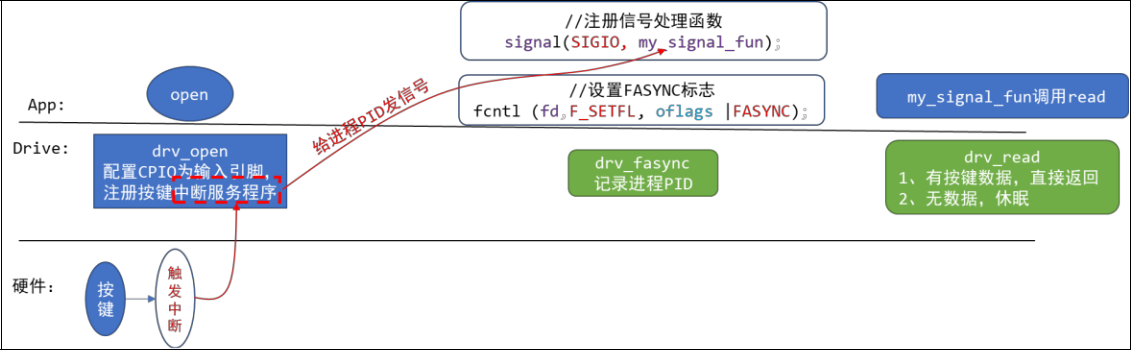 //注册信号处理函数
signal(SIGIO, my_signal_fun);
App:
open
给进程PID发信号
//设置FASYNC标志
fcntl (fd,F_SETFL, oflags |FASYNC);
my_signal_fun调用read
Drive:
drv_open
配置CPIO为输入引脚,
注册按键中断服务程序
drv_fasync
记录进程PID
drv_read
1、有按键数据，直接返回
2、无数据，休眠
硬件:
按键
触发中断